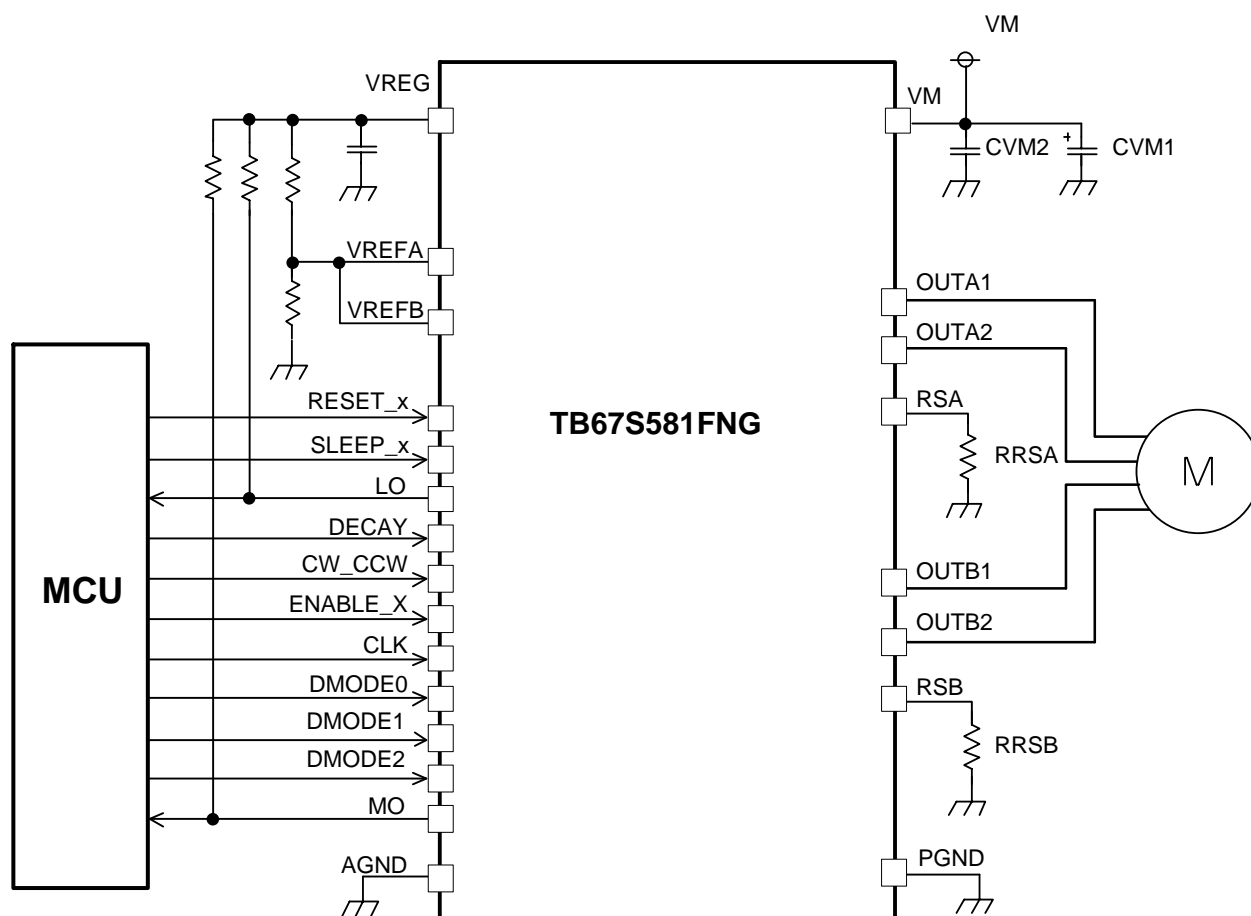 VM
VREG
VM
CVM2
CVM1
+
VREFA
VREFB
OUTA1
OUTA2
RESET_x
RSA
TB67S581FNG
SLEEP_x
RRSA
M
LO
DECAY
CW_CCW
OUTB1
MCU
ENABLE_X
OUTB2
CLK
DMODE0
RSB
DMODE1
RRSB
DMODE2
MO
AGND
PGND